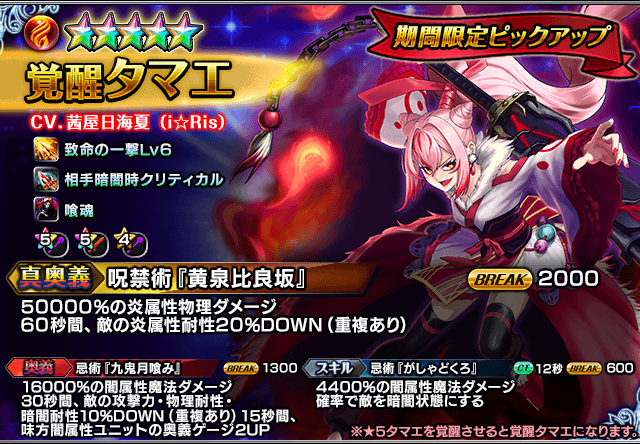 期間限定ピックアップ
覚醒タマエ
CV.茜屋日海夏（i☆Ris）
致命の一撃Lv6
相手暗闇時クリティカル
喰魂
5 5 4
真奥義 呪禁術『黄泉比良坂』 BREAK 2000
50000%の炎属性物理ダメージ
60秒間、敵の炎属性耐性20%DOWN（重複あり）
奥義 忌術『九鬼月喰み』 BREAK 1300
16000%の闇属性魔法ダメージ
30秒間、敵の攻撃力・物理耐性・
暗闇耐性10%DOWN（重複あり）15秒間、
味方闇属性ユニットの奥義ゲージ2UP
スキル 忌術『がしゃどくろ』 CT 12秒 BREAK 600
4400%の闇属性魔法ダメージ
確率で敵を暗闇状態にする
※★5タマエを覚醒させると覚醒タマエになります。